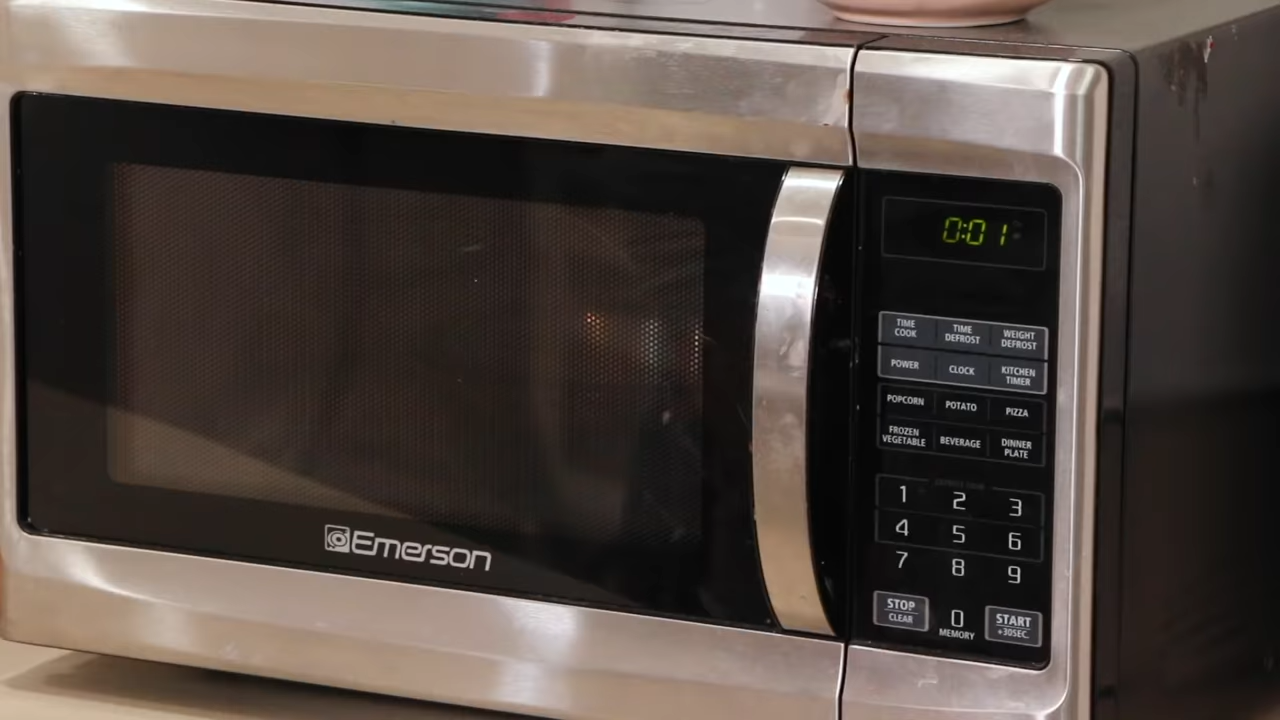 0:01
TIME COOK
TIME DEFROST
WEIGHT DEFROST
POWER
CLOCK
KITCHEN TIMER
POPCORN
POTATO
PIZZA
FROZEN VEGETABLE
BEVERAGE
DINNER PLATE
1 2 3
4 5 6
7 8 9
STOP
CLEAR
0
MEMORY
START
+30SEC.
Emerson